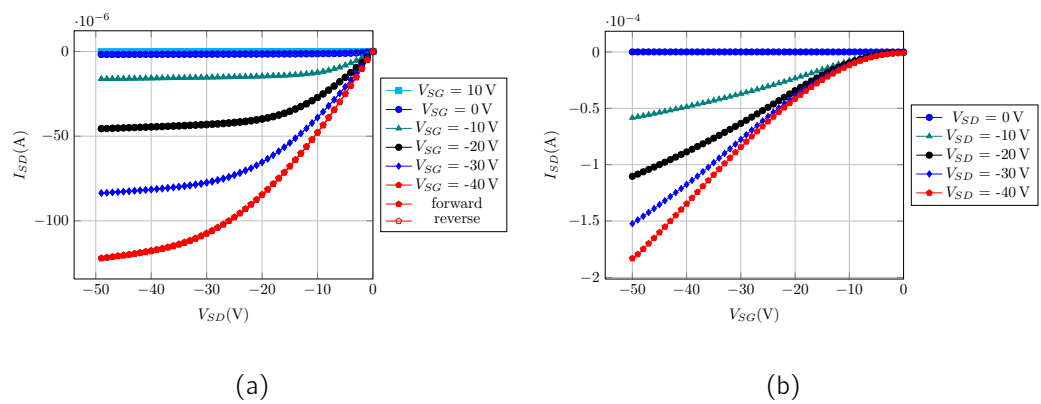 ·10⁻⁶
0
−50
−100
I_SD(A)
−50 −40 −30 −20 −10 0
V_SD(V)
V_SG = 10 V
V_SG = 0 V
V_SG = -10 V
V_SG = -20 V
V_SG = -30 V
V_SG = -40 V
forward
reverse
(a)
·10⁻⁴
0
−0.5
−1
−1.5
−2
I_SD(A)
−50 −40 −30 −20 −10 0
V_SG(V)
V_SD = 0 V
V_SD = -10 V
V_SD = -20 V
V_SD = -30 V
V_SD = -40 V
(b)